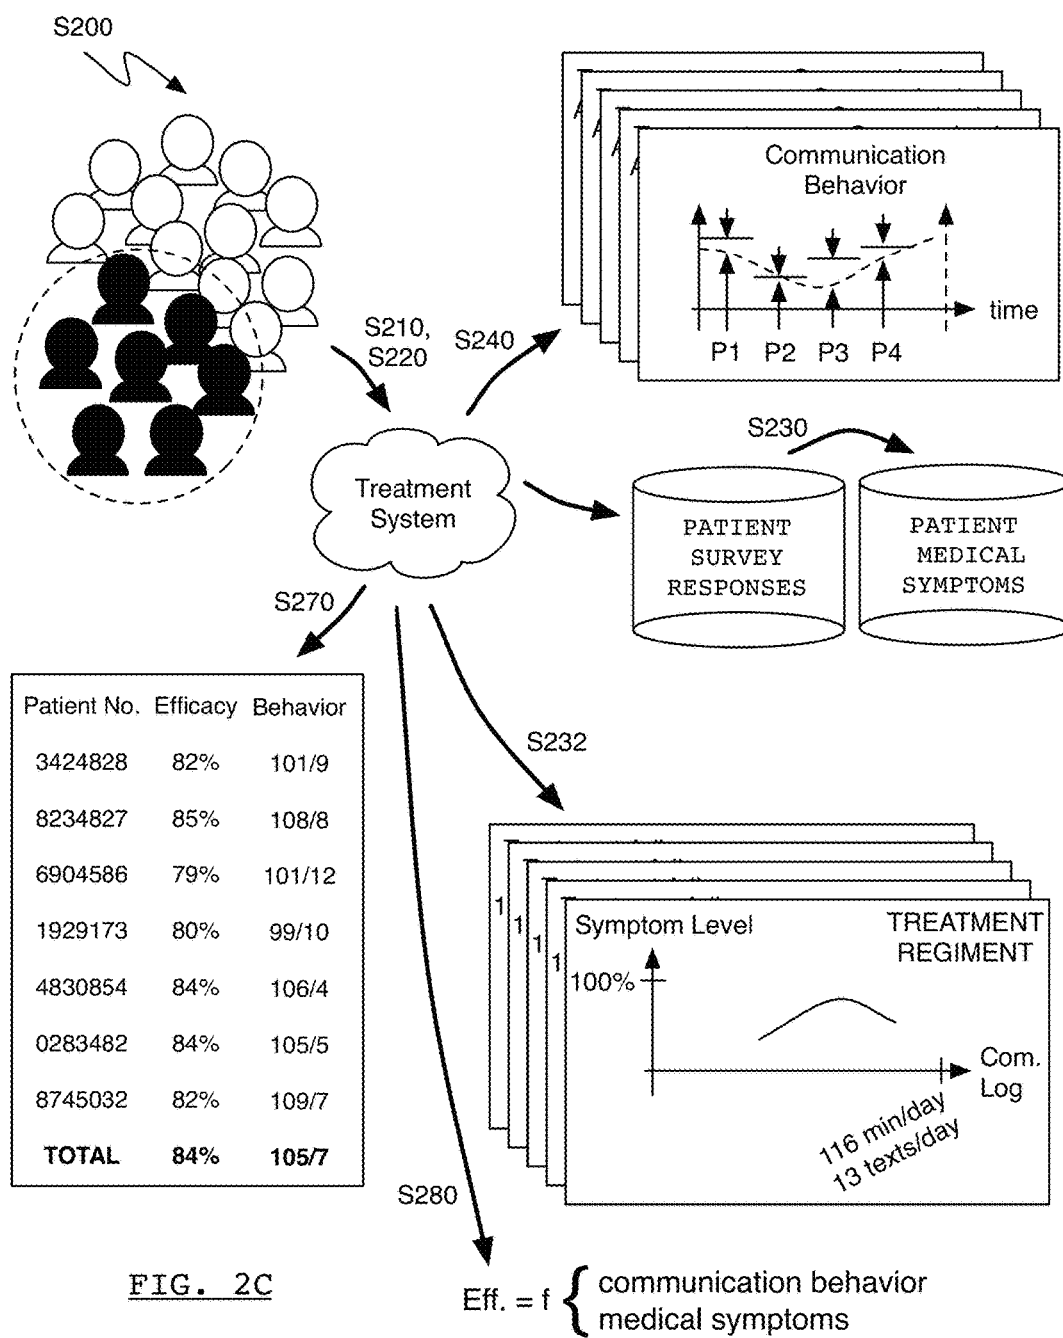 S200
Communication
Behavior
time
P1 P2 P3 P4
S210,
S220
S240
S230
Treatment
System
PATIENT
SURVEY
RESPONSES
PATIENT
MEDICAL
SYMPTOMS
S270
Patient No. Efficacy Behavior
3424828 82% 101/9
8234827 85% 108/8
6904586 79% 101/12
1929173 80% 99/10
4830854 84% 106/4
0283482 84% 105/5
8745032 82% 109/7
TOTAL 84% 105/7
S232
1
1
1
1
Symptom Level
TREATMENT
REGIMENT
100%
Com.
Log
116 min/day
13 texts/day
S280
FIG. 2C
Eff. = f { communication behavior
medical symptoms